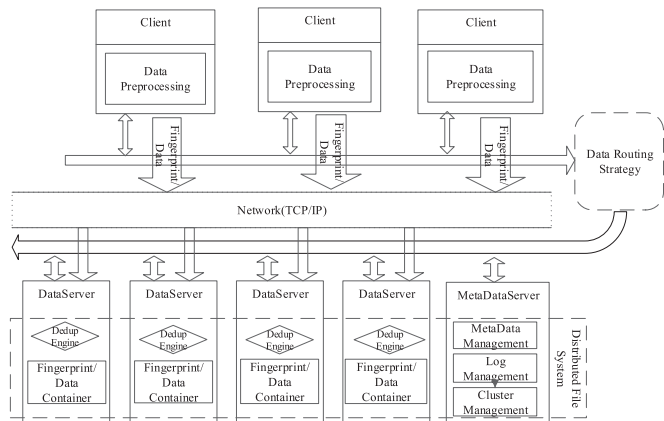 Client
Client
Client
Data
Preprocessing
Data
Preprocessing
Data
Preprocessing
Fingerprint/
Data
Fingerprint/
Data
Fingerprint/
Data
Data Routing
Strategy
Network(TCP/IP)
DataServer
DataServer
DataServer
DataServer
MetaDataServer
Dedup
Engine
Dedup
Engine
Dedup
Engine
Dedup
Engine
MetaData
Management
Fingerprint/
Data
Container
Fingerprint/
Data
Container
Fingerprint/
Data
Container
Fingerprint/
Data
Container
Log
Management
Cluster
Management
Distributed File
System